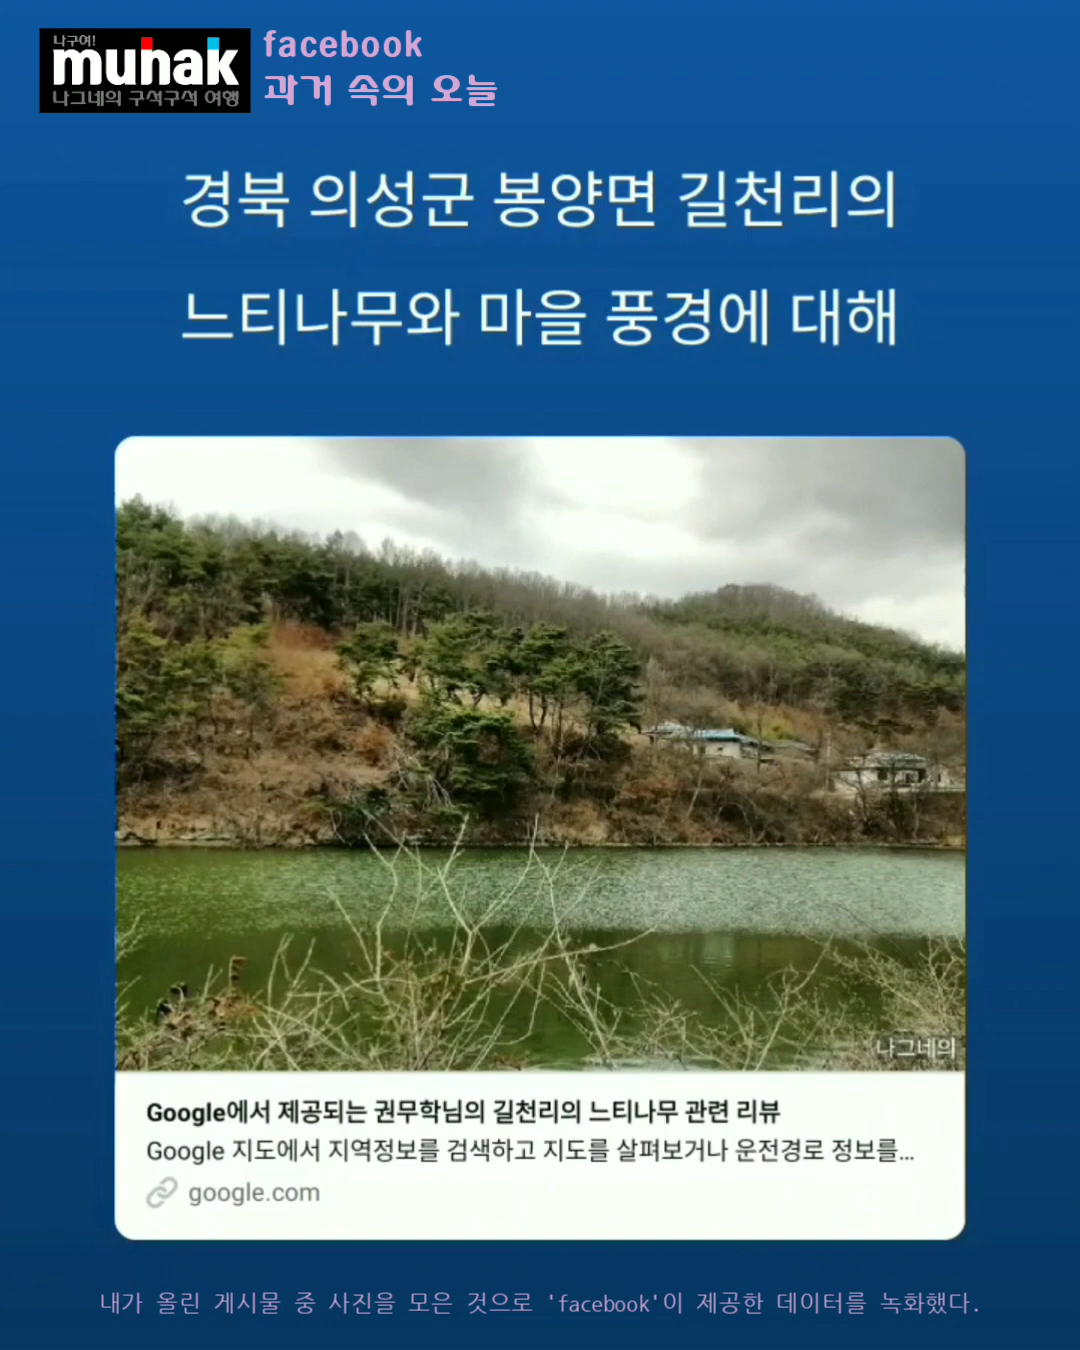 나구여!
munak
나그네의 구석구석 여행
facebook
과거 속의 오늘
경북 의성군 봉양면 길천리의
느티나무와 마을 풍경에 대해
나그네의
Google에서 제공되는 권무학님의 길천리의 느티나무 관련 리뷰
Google 지도에서 지역정보를 검색하고 지도를 살펴보거나 운전경로 정보를...
google.com
내가 올린 게시물 중 사진을 모은 것으로 'facebook'이 제공한 데이터를 녹화했다.